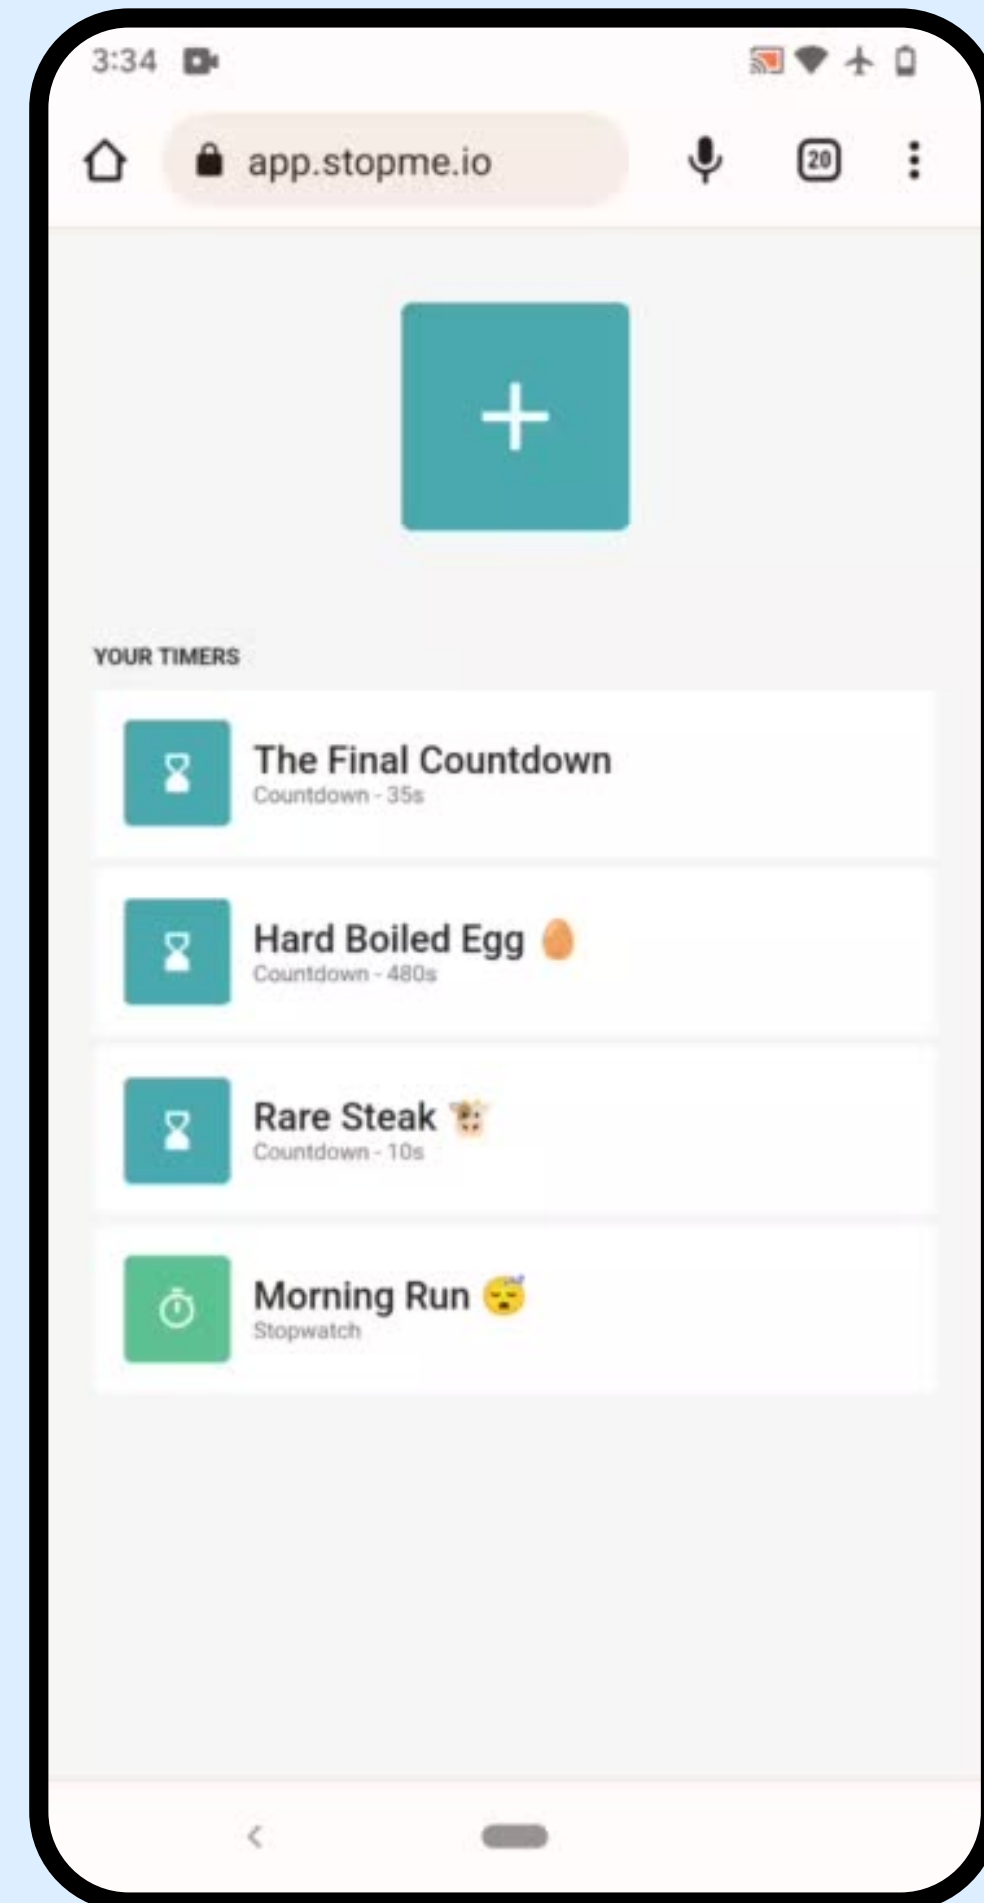 3:34
app.stopme.io
20
YOUR TIMERS
The Final Countdown
Countdown - 35s
Hard Boiled Egg 🥚
Countdown - 480s
Rare Steak 🐮
Countdown - 10s
Morning Run 😴
Stopwatch